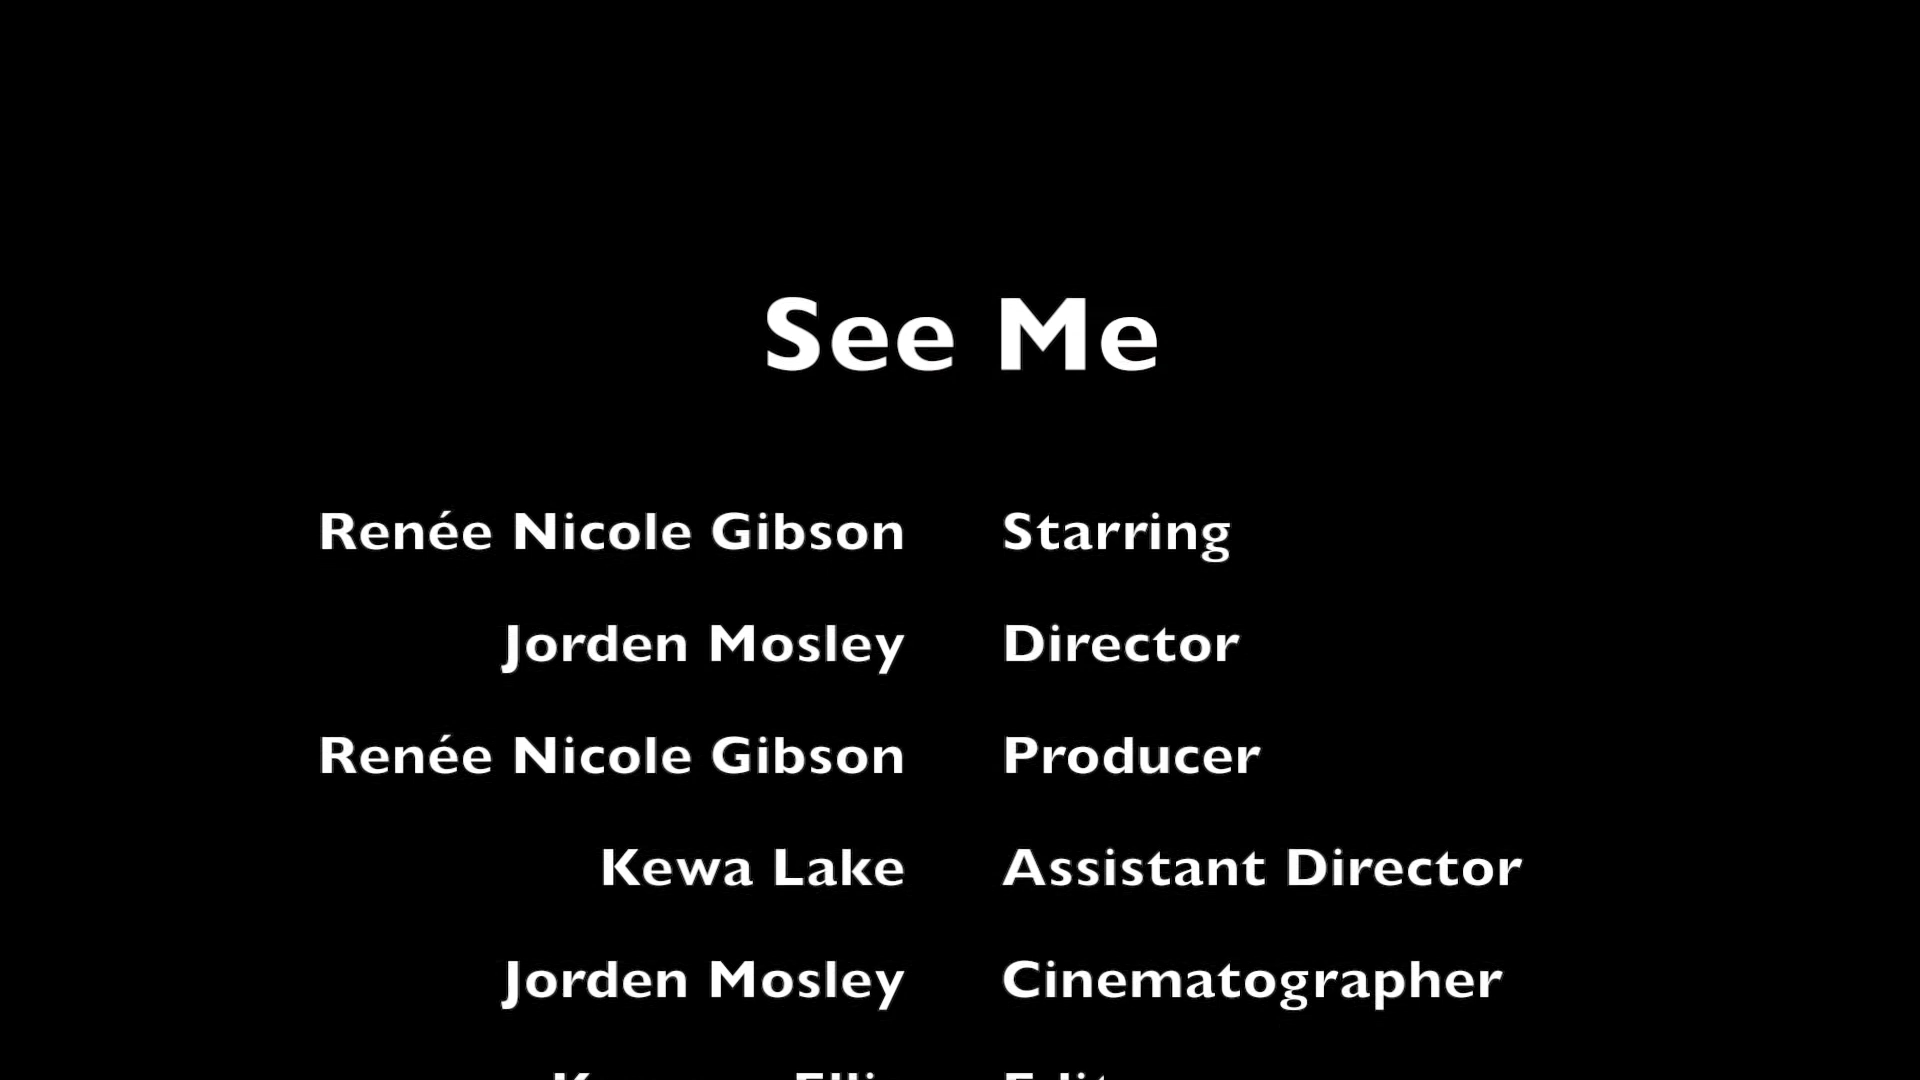 See Me
Renée Nicole Gibson Starring
Jorden Mosley Director
Renée Nicole Gibson Producer
Kewa Lake Assistant Director
Jorden Mosley Cinematographer